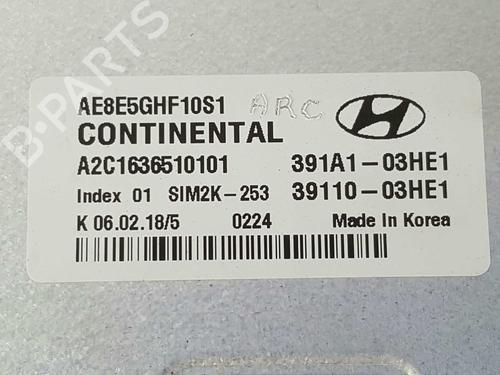 B-PARTS
AE8E5GHF10S1 ARC
CONTINENTAL
A2C1636510101 391A1-03HE1
Index 01 SIM2K-253 39110-03HE1
K 06.02.18/5 0224 Made in Korea